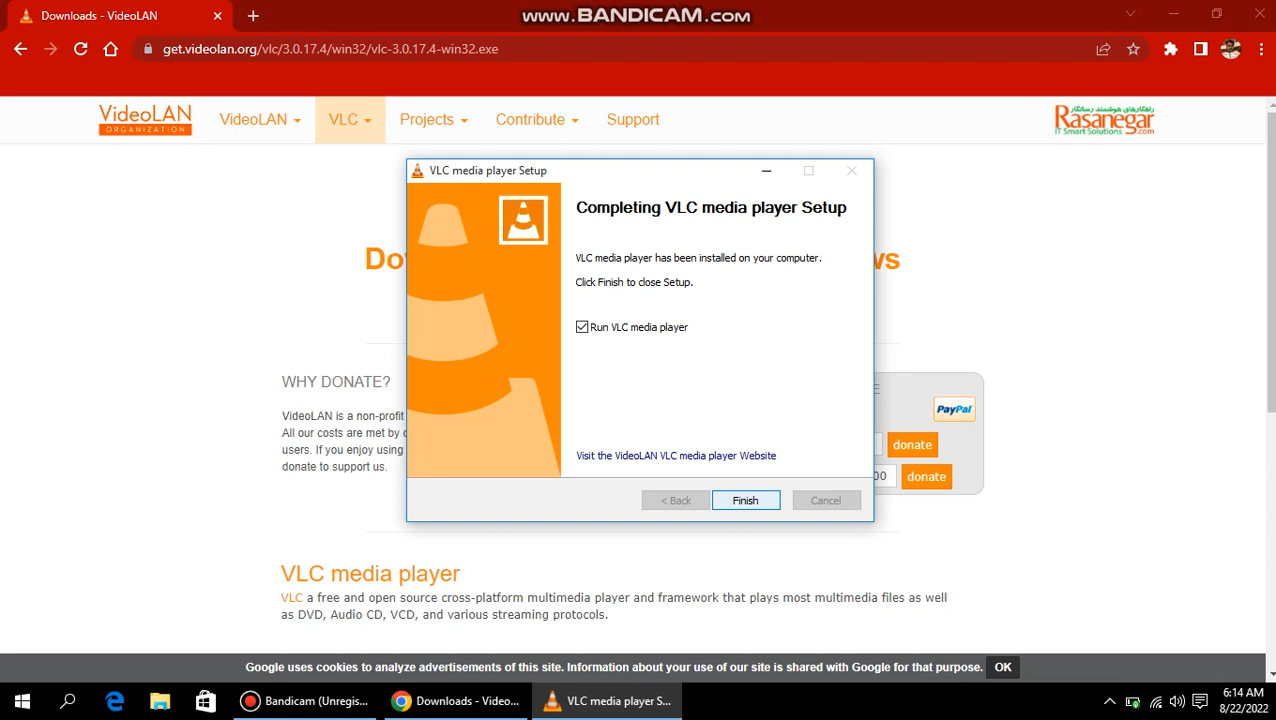 Downloads - VideoLAN
www.BANDICAM.com
get.videolan.org/vlc/3.0.17.4/win32/vlc-3.0.17.4-win32.exe
VideoLAN
ORGANIZATION
VideoLAN
VLC
Projects
Contribute
Support
راهکارهای هوشمند رسانگار
Rasanegar
IT Smart Solutions.com
VLC media player Setup
Completing VLC media player Setup
VLC media player has been installed on your computer.
Click Finish to close Setup.
Run VLC media player
Visit the VideoLAN VLC media player Website
< Back
Finish
Cancel
Do
ws
WHY DONATE?
VideoLAN is a non-profit
All our costs are met by
users. If you enjoy using
donate to support us.
PayPal
donate
00
donate
VLC media player
VLC a free and open source cross-platform multimedia player and framework that plays most multimedia files as well
as DVD, Audio CD, VCD, and various streaming protocols.
Google uses cookies to analyze advertisements of this site. Information about your use of our site is shared with Google for that purpose.
OK
Bandicam (Unregis...
Downloads - Video...
VLC media player S...
6:14 AM
8/22/2022